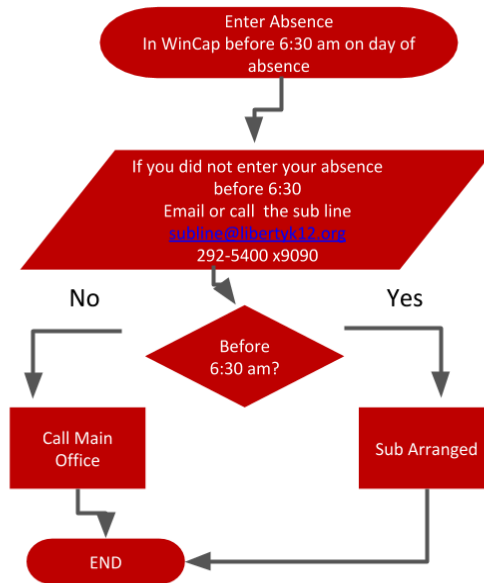 Enter Absence
In WinCap before 6:30 am on day of
absence
If you did not enter your absence
before 6:30
Email or call  the sub line
subline@libertyk12.org
292-5400 x9090
No
Yes
Before
6:30 am?
Call Main
Office
Sub Arranged
END